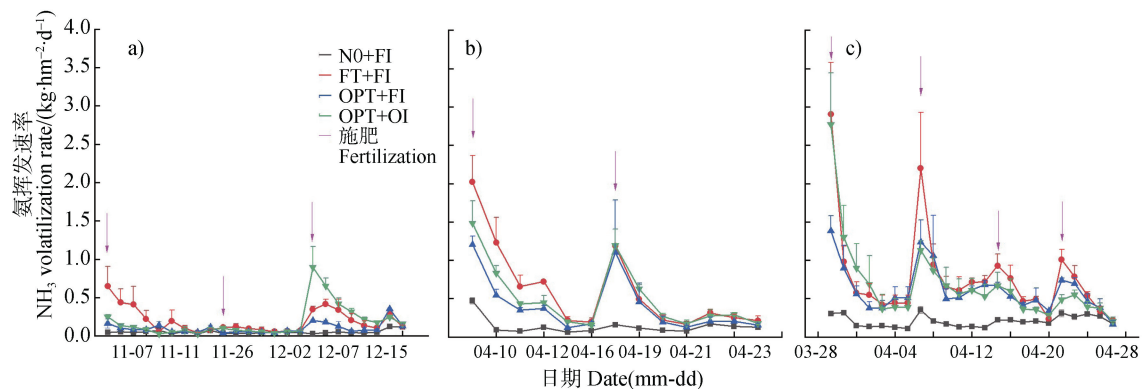 氨挥发速率
NH₃ volatilization rate/(kg·hm⁻²·d⁻¹)
4.0
3.5
3.0
2.5
2.0
1.5
1.0
0.5
0.0
a)
N0+FI
FT+FI
OPT+FI
OPT+OI
施肥
Fertilization
b)
c)
11-07 11-11 11-26 12-02 12-07 12-15
04-10 04-12 04-16 04-19 04-21 04-23
03-28 04-04 04-12 04-20 04-28
日期 Date(mm-dd)